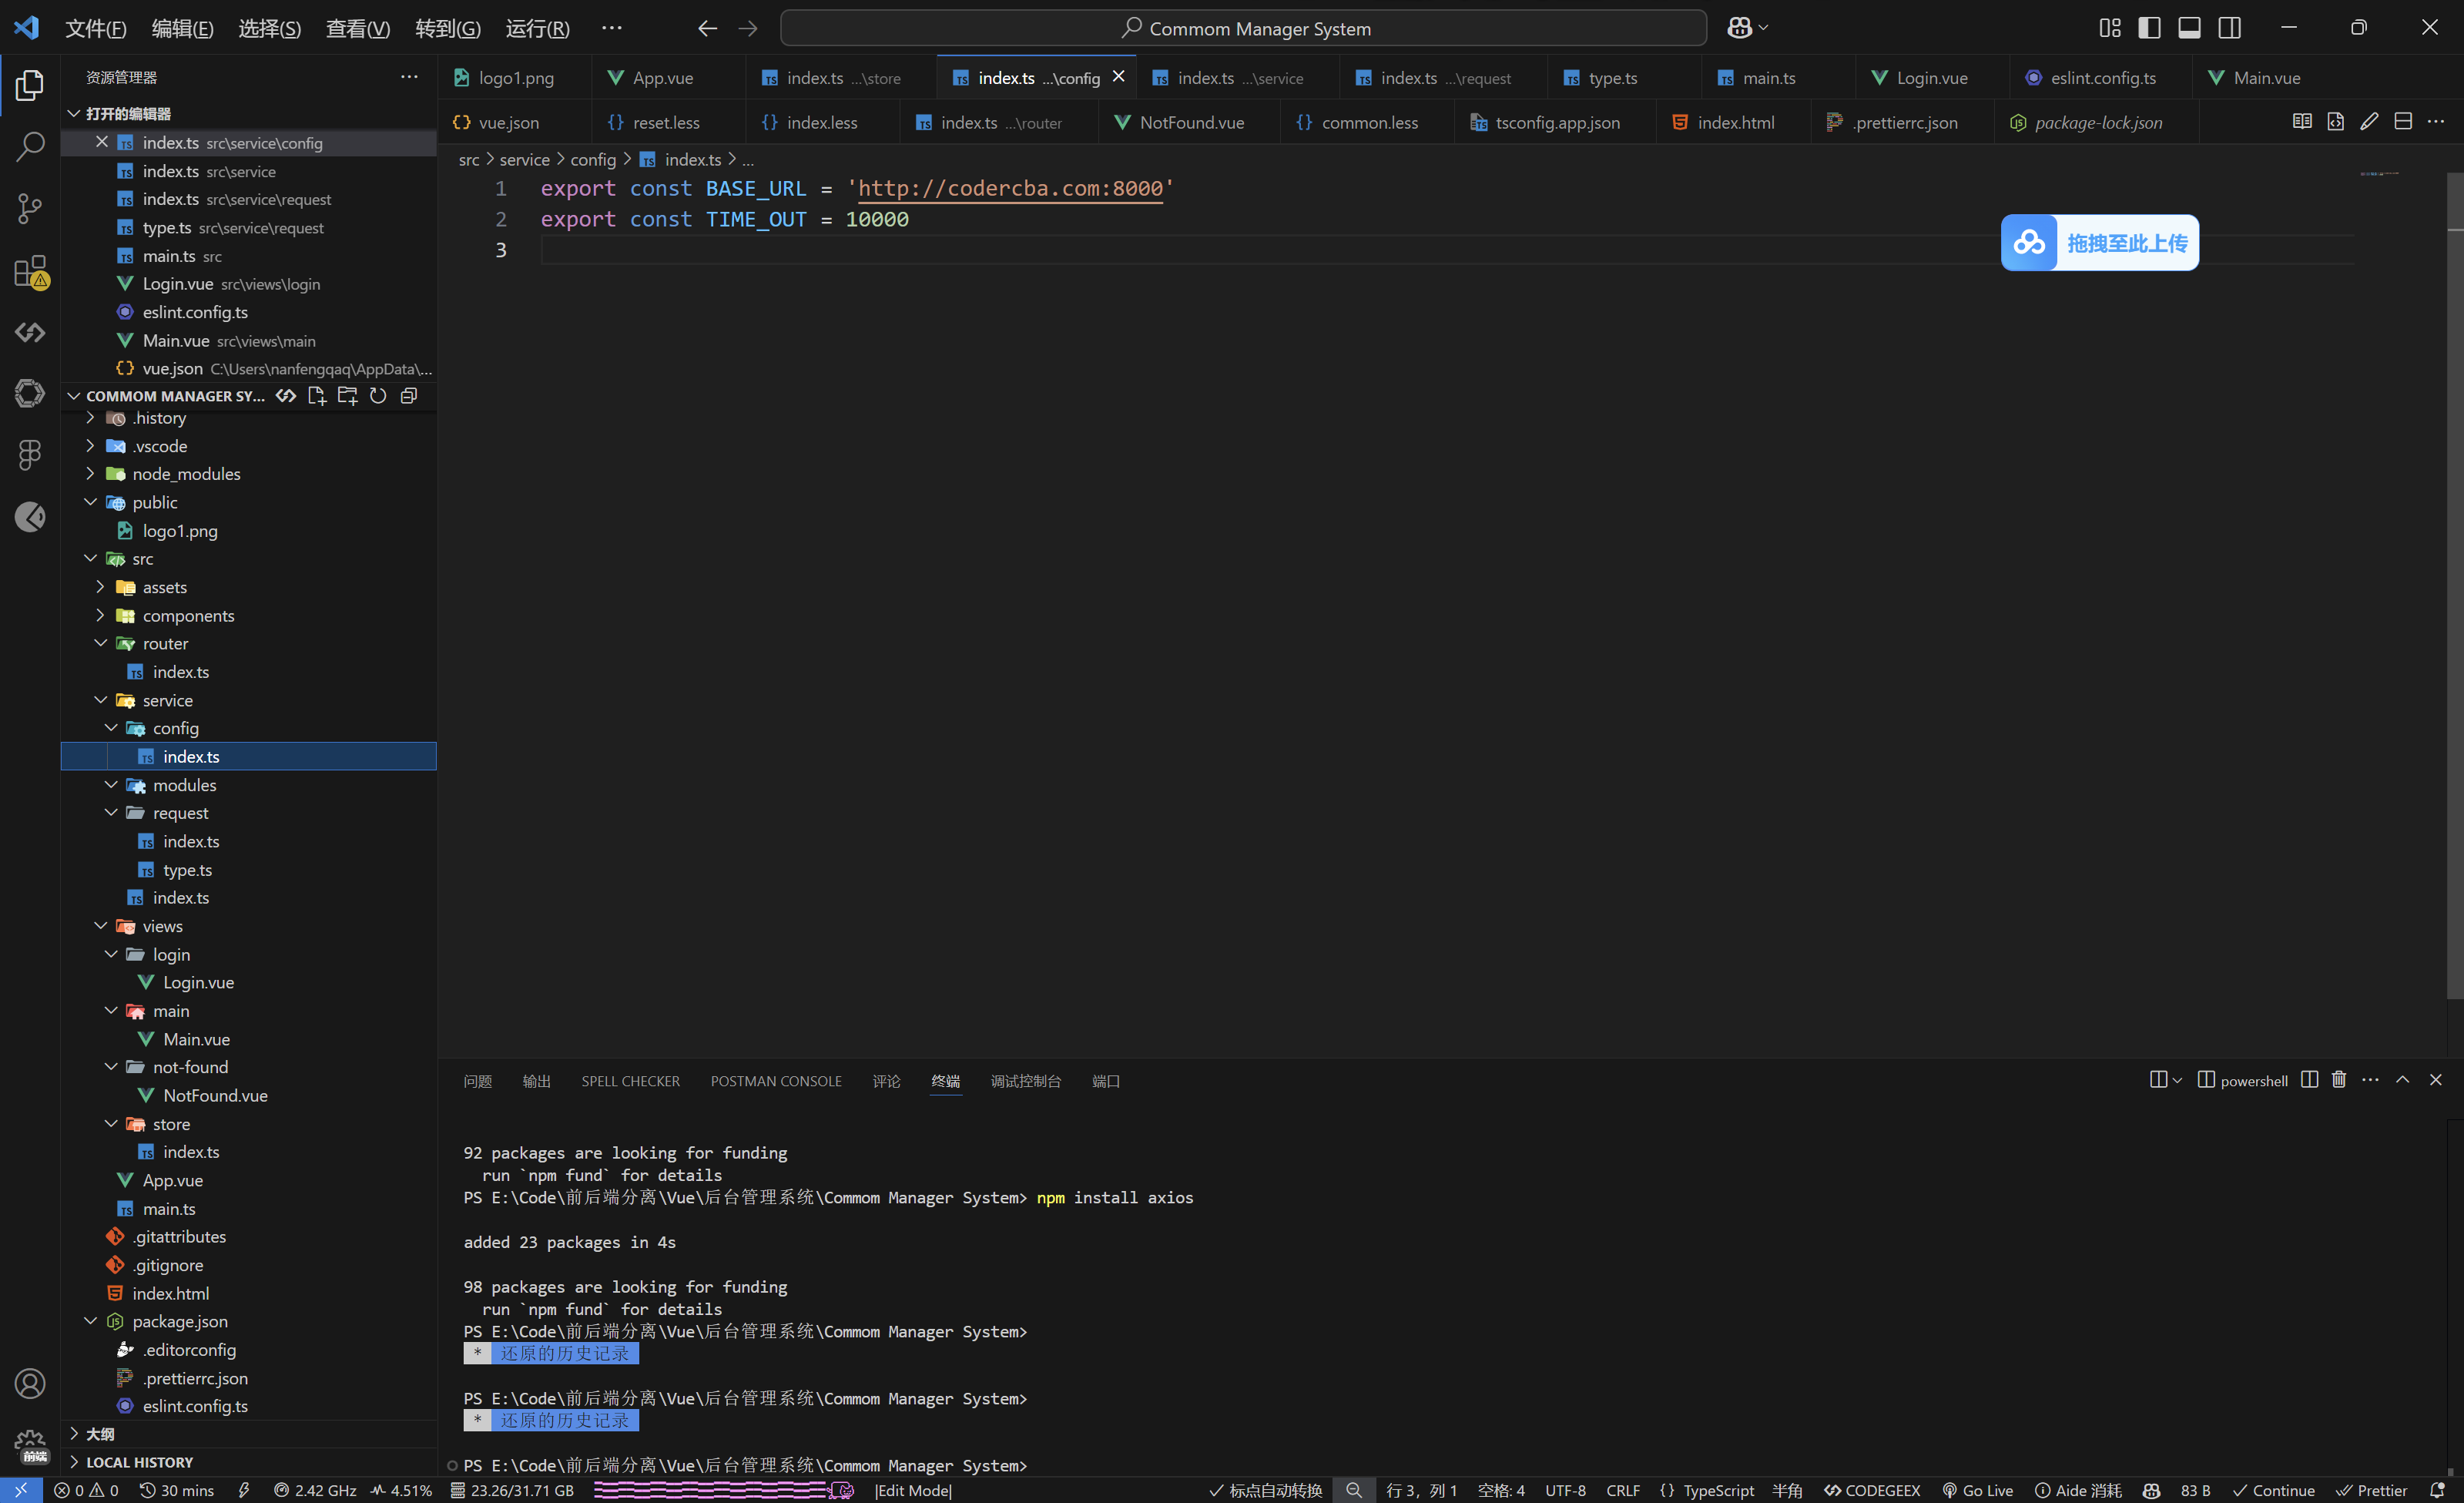 文件(F) 编辑(E) 选择(S) 查看(V) 转到(G) 运行(R) ··· Commom Manager System
资源管理器 ···
logo1.png App.vue index.ts ...\store index.ts ...\config index.ts ...\service index.ts ...\request type.ts main.ts Login.vue eslint.config.ts Main.vue
vue.json reset.less index.less index.ts ...\router NotFound.vue common.less tsconfig.app.json index.html .prettierrc.json package-lock.json
打开的编辑器
index.ts src\service\config
index.ts src\service
index.ts src\service\request
type.ts src\service\request
main.ts src
Login.vue src\views\login
eslint.config.ts
Main.vue src\views\main
vue.json C:\Users\nanfengqaq\AppData\...
COMMOM MANAGER SY...
.history
.vscode
node_modules
public
logo1.png
src
assets
components
router
index.ts
service
config
index.ts
modules
request
index.ts
type.ts
index.ts
views
login
Login.vue
main
Main.vue
not-found
NotFound.vue
store
index.ts
App.vue
main.ts
.gitattributes
.gitignore
index.html
package.json
.editorconfig
.prettierrc.json
eslint.config.ts
大纲
LOCAL HISTORY
前端
src > service > config > index.ts > ...
1 export const BASE_URL = 'http://codercba.com:8000'
2 export const TIME_OUT = 10000
3
拖拽至此上传
问题 输出 SPELL CHECKER POSTMAN CONSOLE 评论 终端 调试控制台 端口 powershell
92 packages are looking for funding
run `npm fund` for details
PS E:\Code\前后端分离\Vue\后台管理系统\Commom Manager System> npm install axios
added 23 packages in 4s
98 packages are looking for funding
run `npm fund` for details
PS E:\Code\前后端分离\Vue\后台管理系统\Commom Manager System>
* 还原的历史记录
PS E:\Code\前后端分离\Vue\后台管理系统\Commom Manager System>
* 还原的历史记录
PS E:\Code\前后端分离\Vue\后台管理系统\Commom Manager System>
0 0 30 mins 2.42 GHz 4.51% 23.26/31.71 GB |Edit Mode| 标点自动转换 行 3，列 1 空格: 4 UTF-8 CRLF {} TypeScript 半角 CODEGEEX Go Live Aide 消耗 83 B Continue Prettier